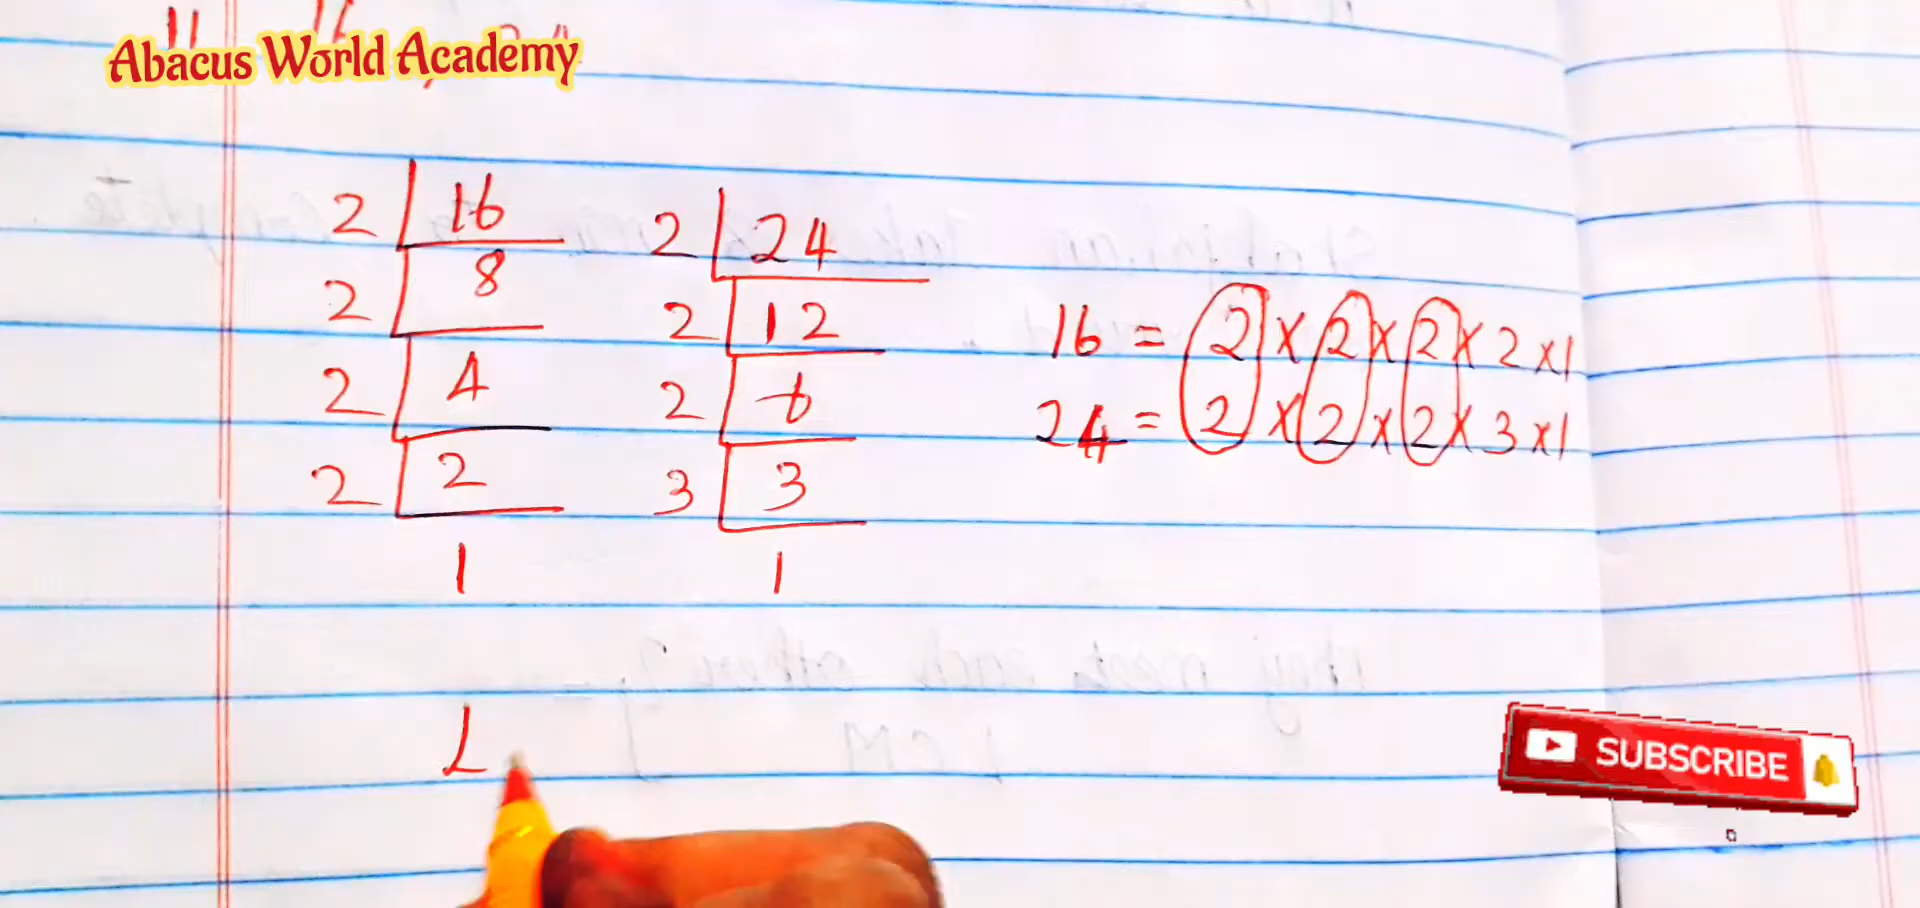 Abacus World Academy
2 16
2 8
2 4
2 2
1
2 24
2 12
2 6
3 3
1
16 = 2 × 2 × 2 × 2 × 1
24 = 2 × 2 × 2 × 3 × 1
L
SUBSCRIBE